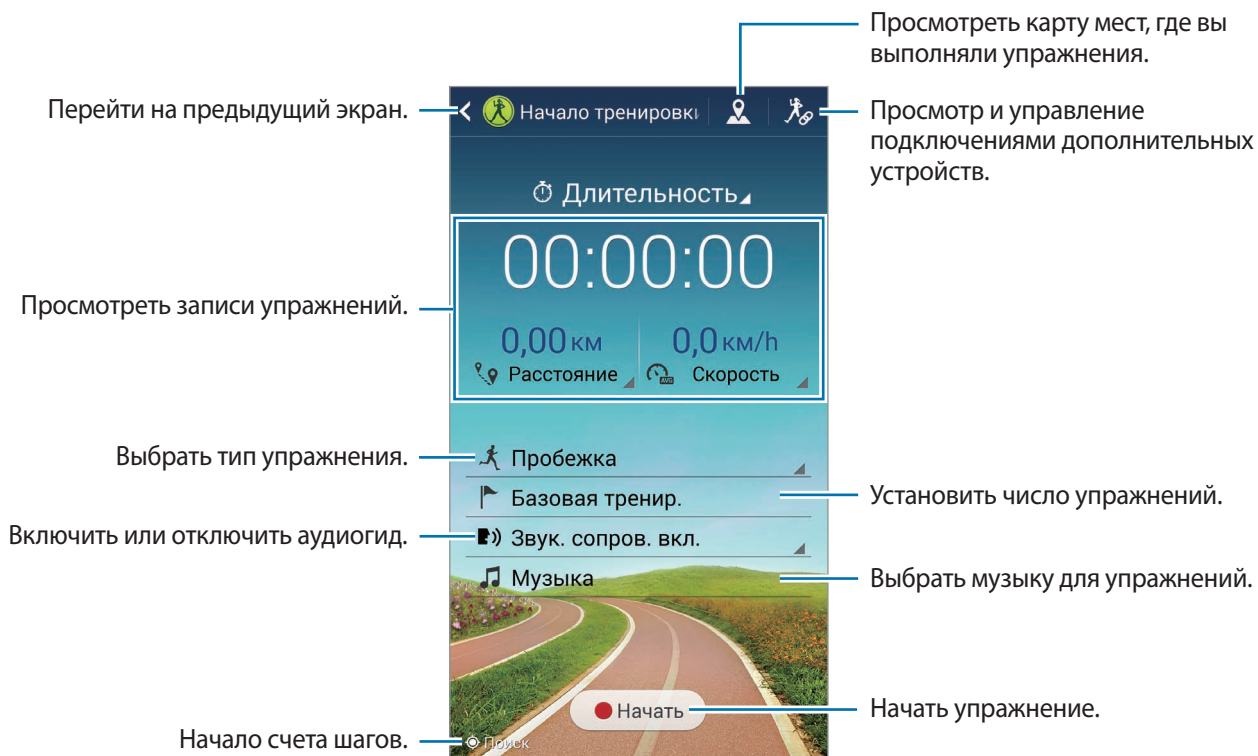 Просмотреть карту мест, где вы
выполняли упражнения.
Перейти на предыдущий экран.
Начало тренировки
Просмотр и управление
подключениями дополнительных
устройств.
Длительность
00:00:00
Просмотреть записи упражнений.
0,00 км
0,0 км/h
Расстояние
AVG
Скорость
Выбрать тип упражнения.
Пробежка
Базовая тренир.
Установить число упражнений.
Включить или отключить аудиогид.
Звук. сопров. вкл.
Музыка
Выбрать музыку для упражнений.
Начать
Начать упражнение.
Начало счета шагов.
Поиск